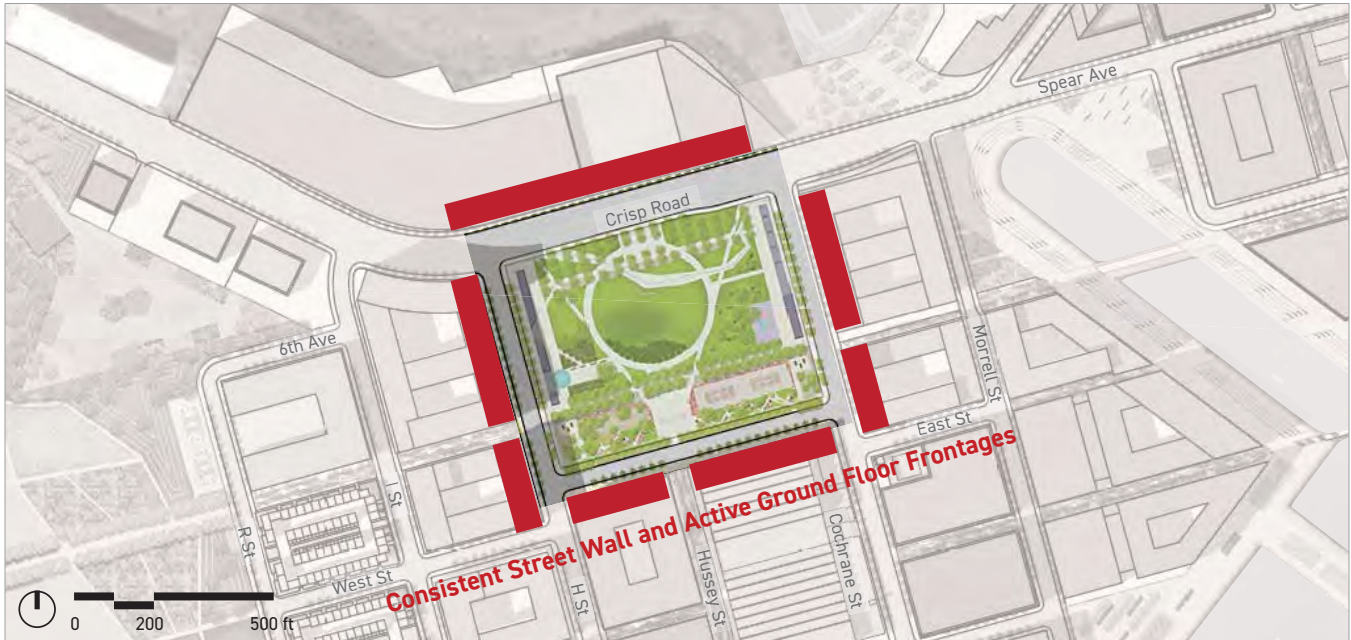 Spear Ave
Crisp Road
6th Ave
Morrell St
East St
Consistent Street Wall and Active Ground Floor Frontages
I St
R St
West St
H St
Hussey St
Cochrane St
0 200 500 ft